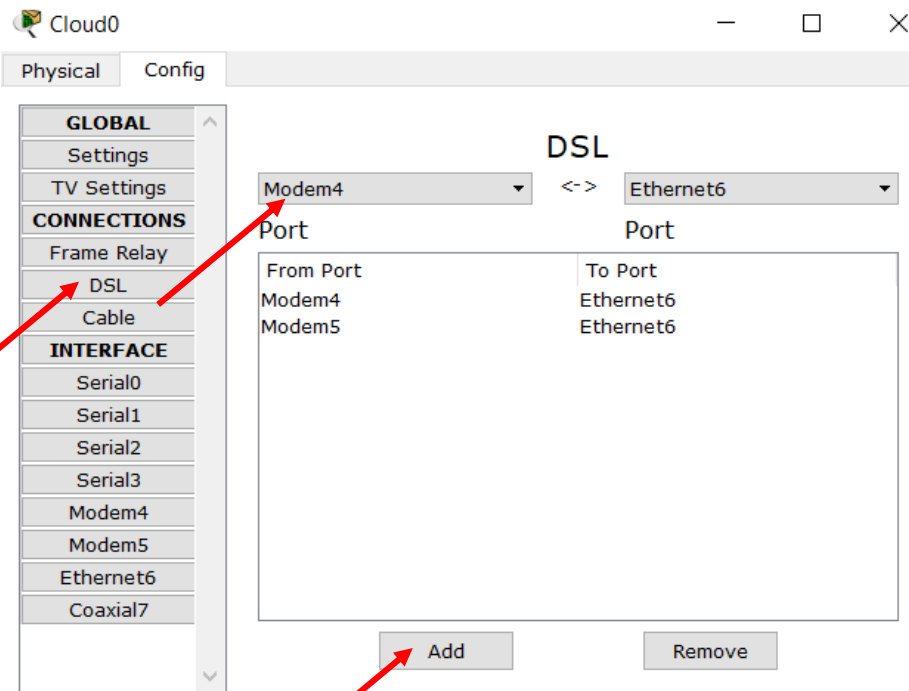 Cloud0
Physical Config
GLOBAL
Settings
TV Settings
CONNECTIONS
Frame Relay
DSL
Cable
INTERFACE
Serial0
Serial1
Serial2
Serial3
Modem4
Modem5
Ethernet6
Coaxial7
DSL
Modem4 <-> Ethernet6
Port Port
From Port To Port
Modem4 Ethernet6
Modem5 Ethernet6
Add Remove